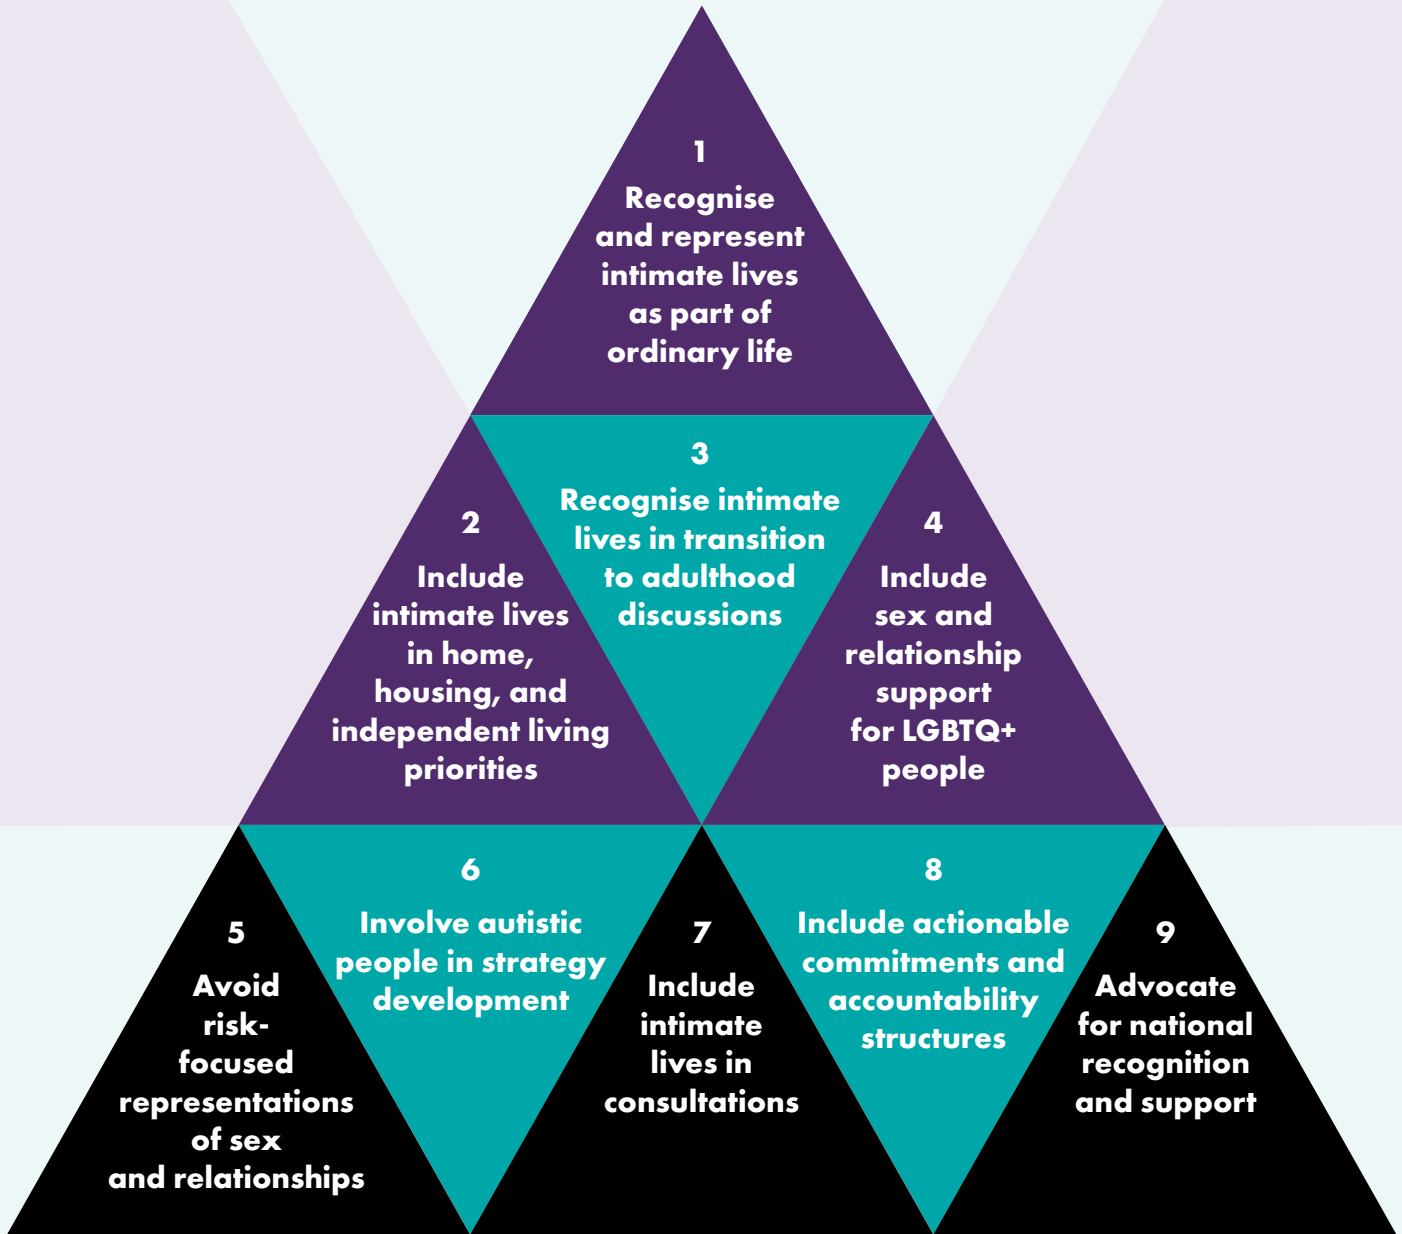 1
Recognise
and represent
intimate lives
as part of
ordinary life
2
Include
intimate lives
in home,
housing, and
independent living
priorities
3
Recognise intimate
lives in transition
to adulthood
discussions
4
Include
sex and
relationship
support
for LGBTQ+
people
5
Avoid
risk-
focused
representations
of sex
and relationships
6
Involve autistic
people in strategy
development
7
Include
intimate
lives in
consultations
8
Include actionable
commitments and
accountability
structures
9
Advocate
for national
recognition
and support